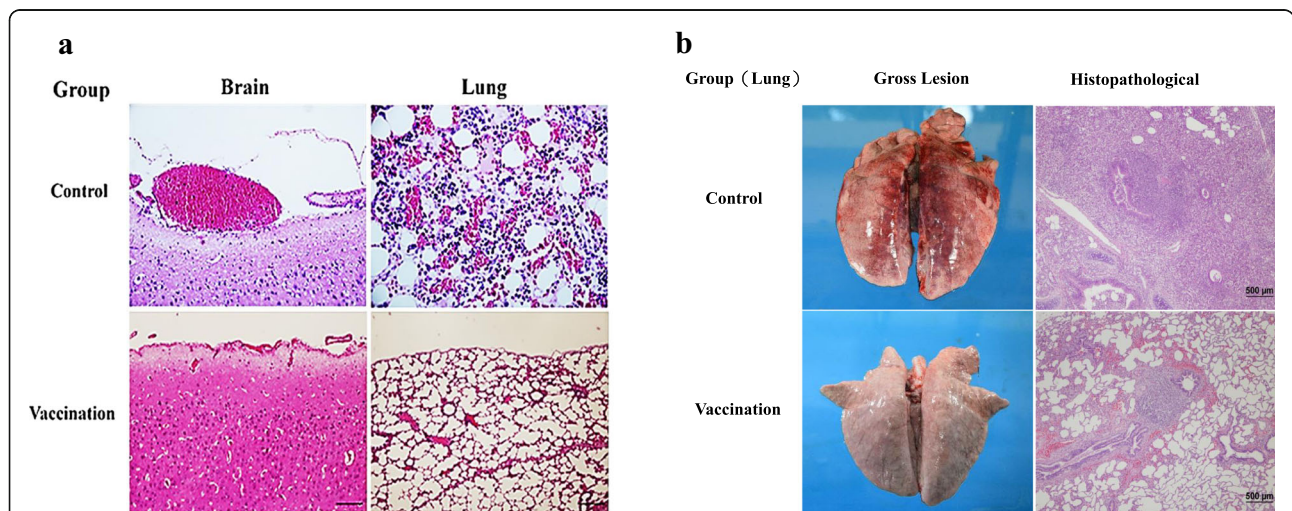 a
Group
Brain
Lung
Control
Vaccination
b
Group（Lung）
Gross Lesion
Histopathological
Control
500 µm
Vaccination
500 µm